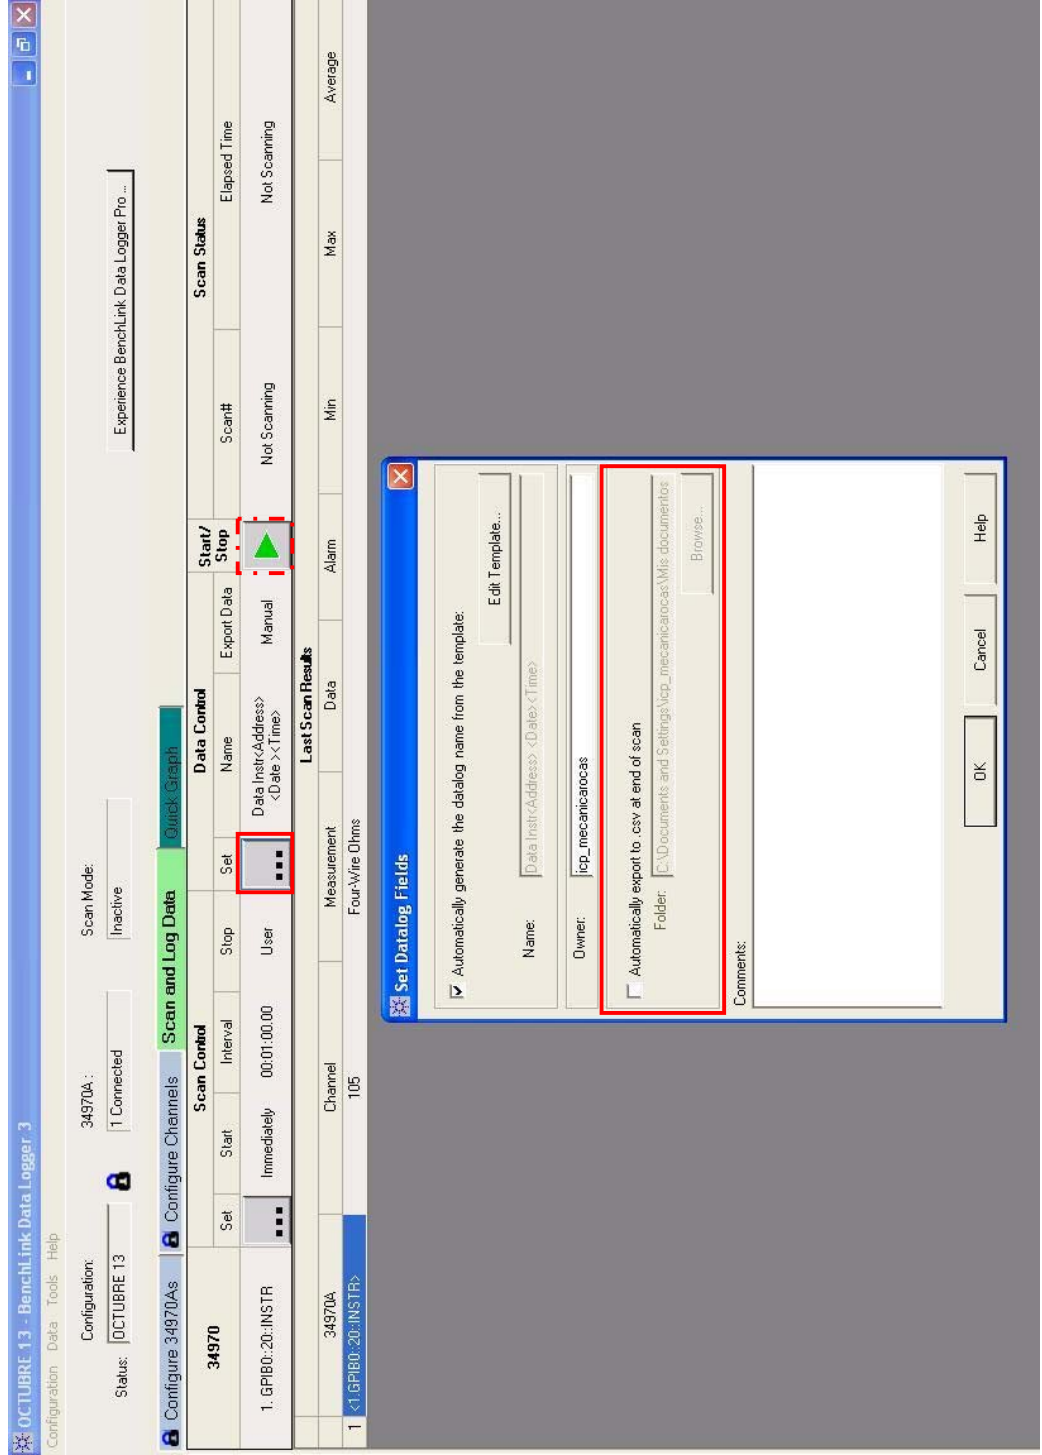 OCTUBRE 13 - BenchLink Data Logger 3
Configuration Data Tools Help
Configuration: 34970A : Scan Mode:
Status: OCTUBRE 13 1 Connected Inactive Experience BenchLink Data Logger Pro ...
Configure 34970As Configure Channels Scan and Log Data Quick Graph
34970 Scan Control Data Control Start/ Stop Scan Status
Set Start Interval Stop Set Name Export Data Scan# Elapsed Time
1. GPIB0::20::INSTR ... Immediately 00:01:00.00 User ... Data Instr<Address> <Date><Time> Manual Not Scanning Not Scanning
Last Scan Results
34970A Channel Measurement Data Alarm Min Max Average
1 <1.GPIB0::20::INSTR> 105 Four-Wire Ohms
Set Datalog Fields
Automatically generate the datalog name from the template:
Edit Template...
Name: Data Instr<Address> <Date> <Time>
Owner: icp_mecanicarocas
Automatically export to .csv at end of scan
Folder: C:\Documents and Settings\icp_mecanicarocas\Mis documentos
Browse...
Comments:
OK Cancel Help